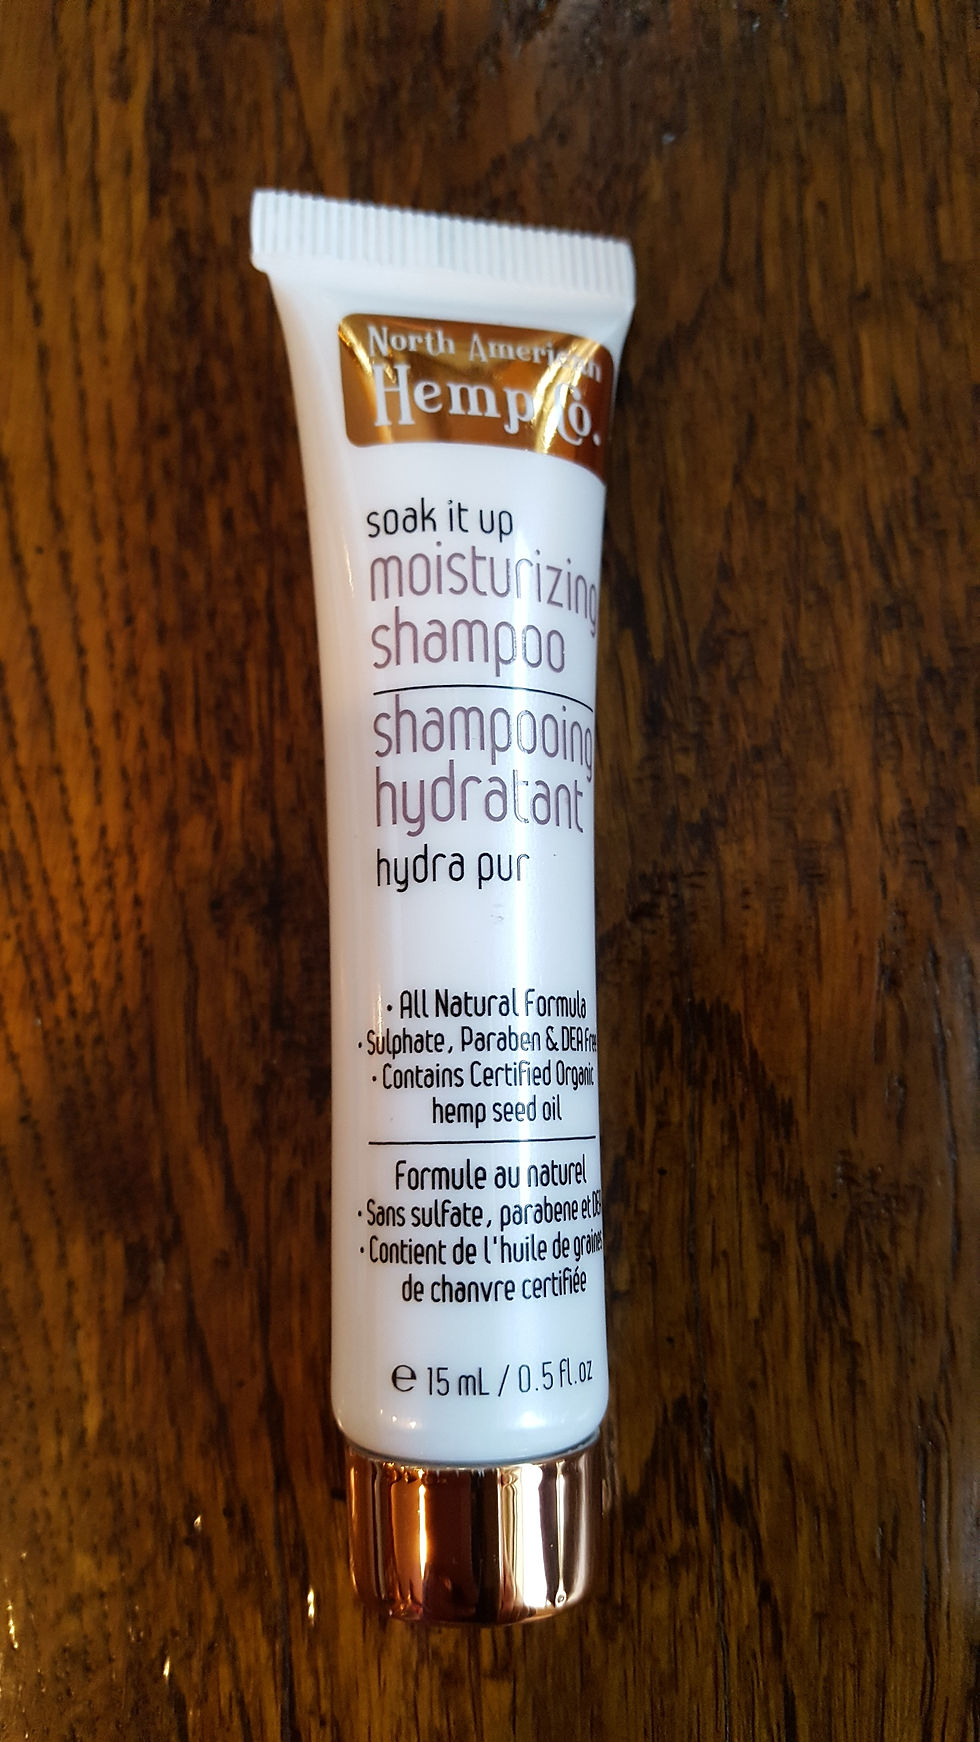 North American
Hemp Co.
soak it up
moisturizing
shampoo
shampooing
hydratant
hydra pur
• All Natural Formula
• Sulphate, Paraben & DEA Free
• Contains Certified Organic
hemp seed oil
Formule au naturel
• Sans sulfate, parabene et DEA
• Contient de l'huile de graines
de chanvre certifiée
℮ 15 mL / 0.5 fl.oz